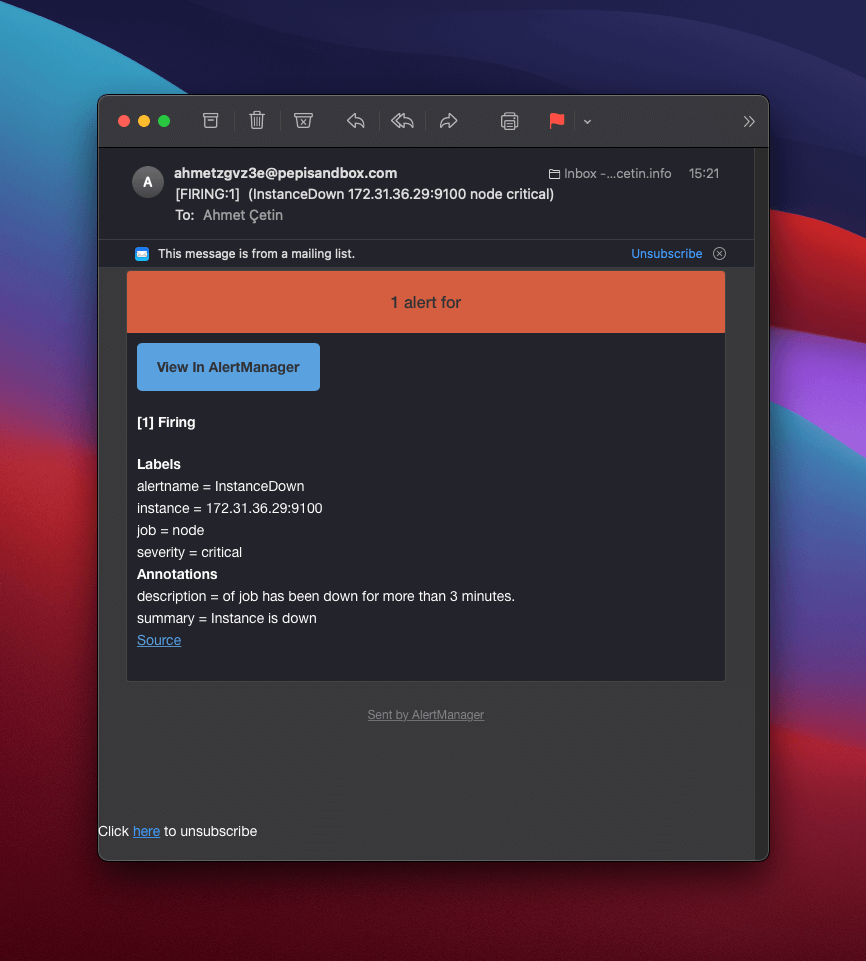 A
ahmetzgvz3e@pepisandbox.com
Inbox -...cetin.info 15:21
[FIRING:1] (InstanceDown 172.31.36.29:9100 node critical)
To: Ahmet Çetin
This message is from a mailing list.
Unsubscribe
1 alert for
View In AlertManager
[1] Firing
Labels
alertname = InstanceDown
instance = 172.31.36.29:9100
job = node
severity = critical
Annotations
description = of job has been down for more than 3 minutes.
summary = Instance is down
Source
Sent by AlertManager
Click here to unsubscribe